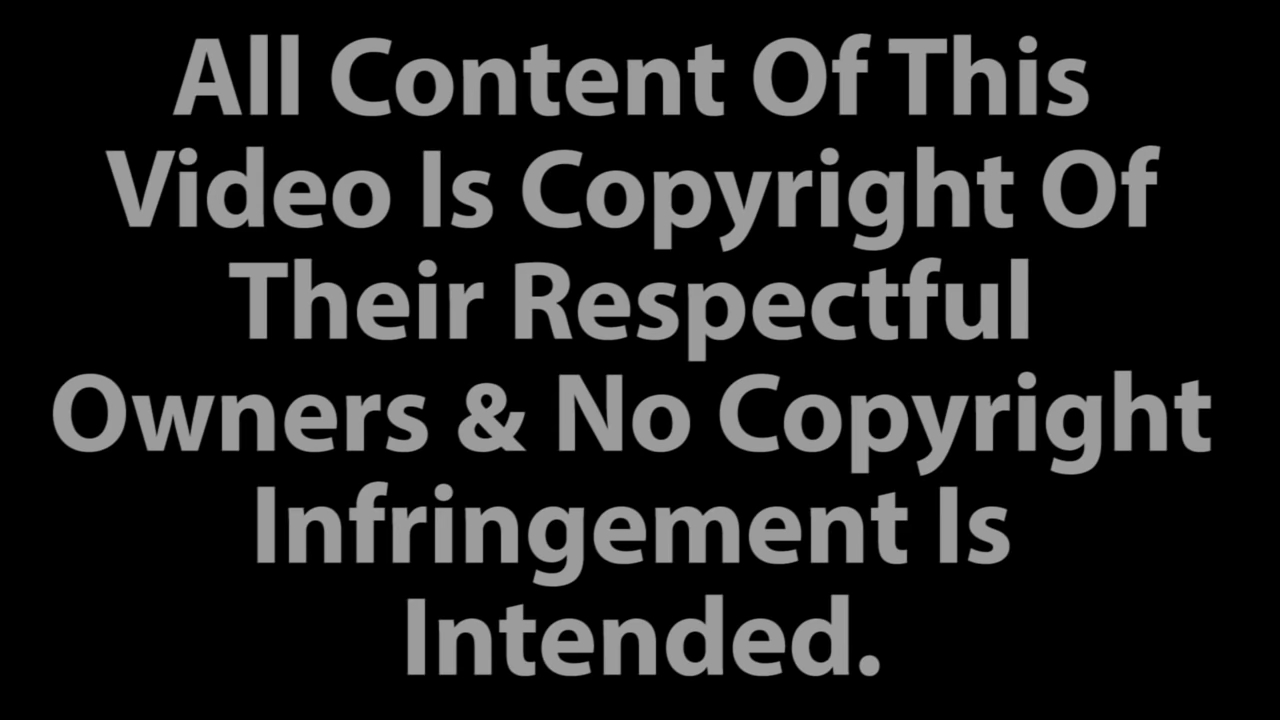 All Content Of This
Video Is Copyright Of
Their Respectful
Owners & No Copyright
Infringement Is
Intended.